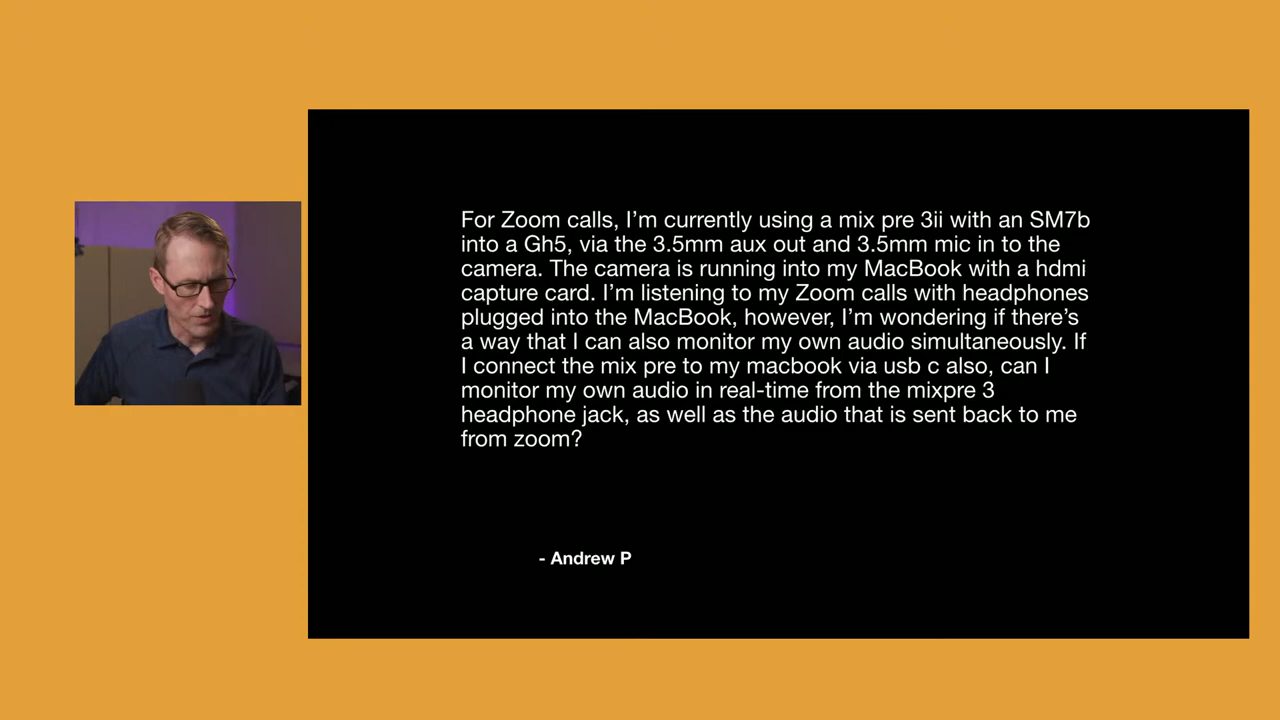 For Zoom calls, I’m currently using a mix pre 3ii with an SM7b
into a Gh5, via the 3.5mm aux out and 3.5mm mic in to the
camera. The camera is running into my MacBook with a hdmi
capture card. I’m listening to my Zoom calls with headphones
plugged into the MacBook, however, I’m wondering if there’s
a way that I can also monitor my own audio simultaneously. If
I connect the mix pre to my macbook via usb c also, can I
monitor my own audio in real-time from the mixpre 3
headphone jack, as well as the audio that is sent back to me
from zoom?
- Andrew P